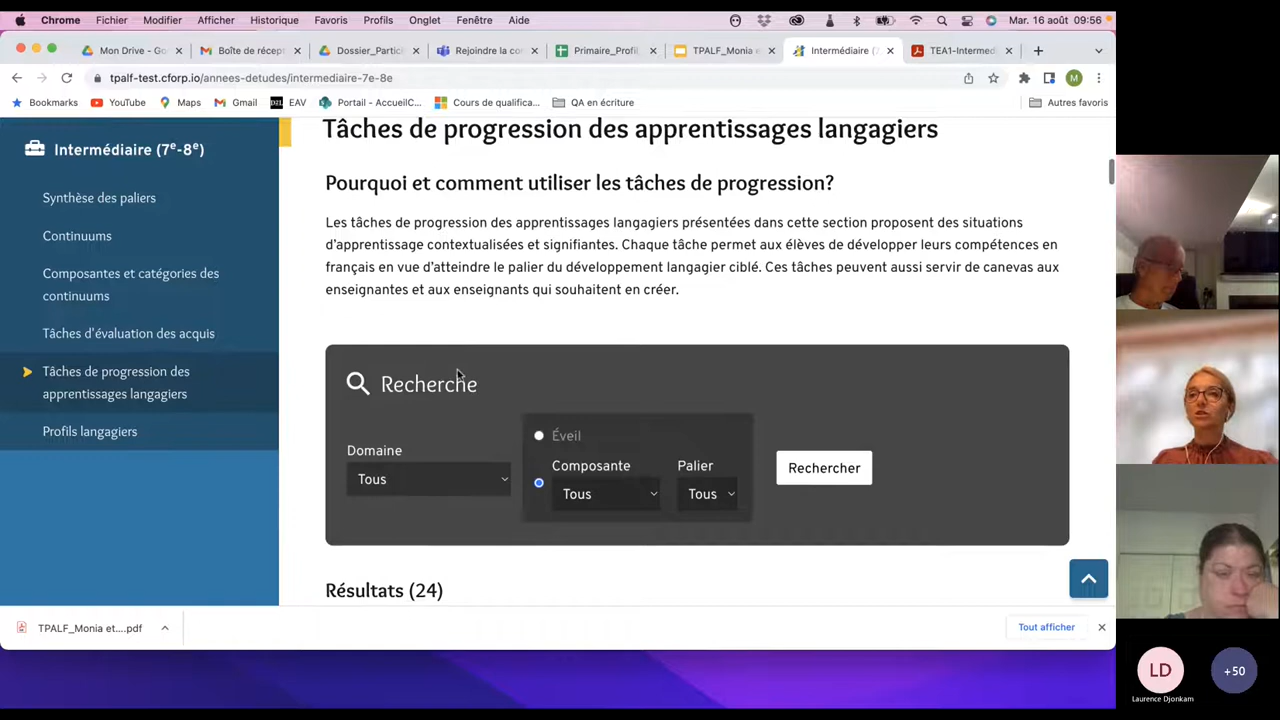 Chrome Fichier Modifier Afficher Historique Favoris Profils Onglet Fenêtre Aide Mar. 16 août 09:56
Mon Drive - Go Boîte de récep Dossier_Partici Rejoindre la co Primaire_Profil TPALF_Monia et Intermédiaire (7 TEA1-Intermed
tpalf-test.cforp.io/annees-detudes/intermediaire-7e-8e M
Bookmarks YouTube Maps Gmail EAV Portail - AccueilC... Cours de qualifica... QA en écriture Autres favoris
Intermédiaire (7e-8e)
Synthèse des paliers
Continuums
Composantes et catégories des
continuums
Tâches d'évaluation des acquis
Tâches de progression des
apprentissages langagiers
Profils langagiers
Tâches de progression des apprentissages langagiers
Pourquoi et comment utiliser les tâches de progression?
Les tâches de progression des apprentissages langagiers présentées dans cette section proposent des situations
d'apprentissage contextualisées et signifiantes. Chaque tâche permet aux élèves de développer leurs compétences en
français en vue d'atteindre le palier du développement langagier ciblé. Ces tâches peuvent aussi servir de canevas aux
enseignantes et aux enseignants qui souhaitent en créer.
Recherche
Domaine
Tous
Éveil
Composante
Tous
Palier
Tous
Rechercher
Résultats (24)
TPALF_Monia et....pdf
Tout afficher
LD
Laurence Djonkam
+50